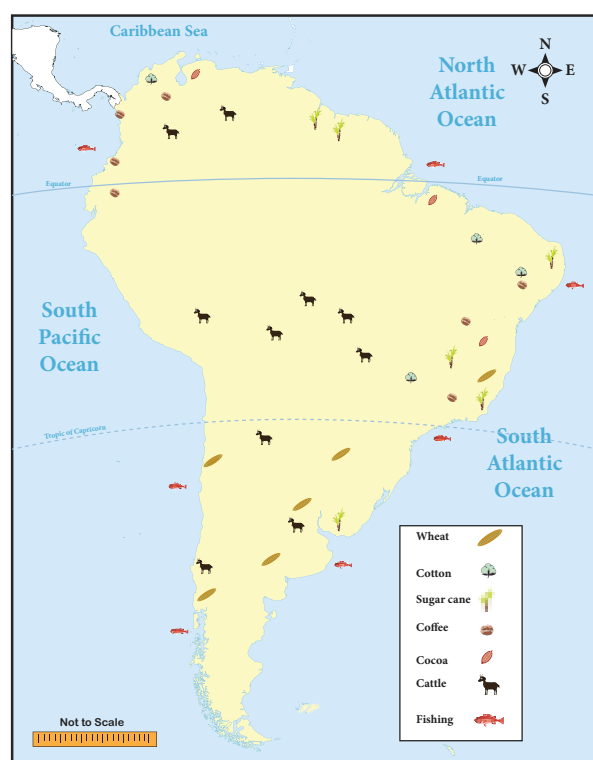 Caribbean Sea
North
Atlantic
Ocean
N
W
E
S
Equator
Equator
South
Pacific
Ocean
Tropic of Capricorn
South
Atlantic
Ocean
Wheat
Cotton
Sugar cane
Coffee
Cocoa
Cattle
Fishing
Not to Scale